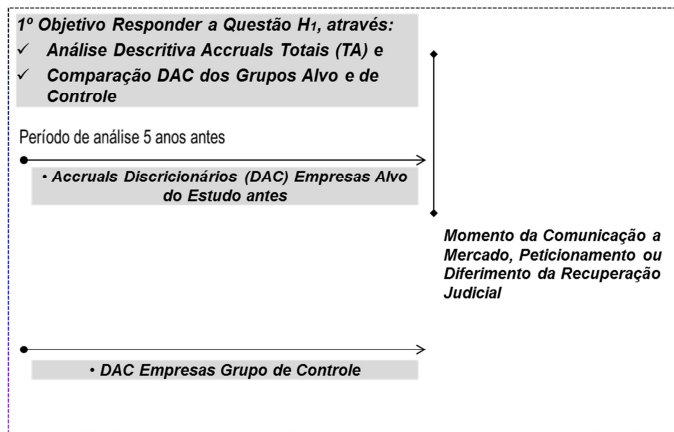 1º Objetivo Responder a Questão H1, através:
✓ Análise Descritiva Accruals Totais (TA) e
✓ Comparação DAC dos Grupos Alvo e de
Controle
Período de análise 5 anos antes
• Accruals Discricionários (DAC) Empresas Alvo
do Estudo antes
Momento da Comunicação a
Mercado, Peticionamento ou
Diferimento da Recuperação
Judicial
• DAC Empresas Grupo de Controle